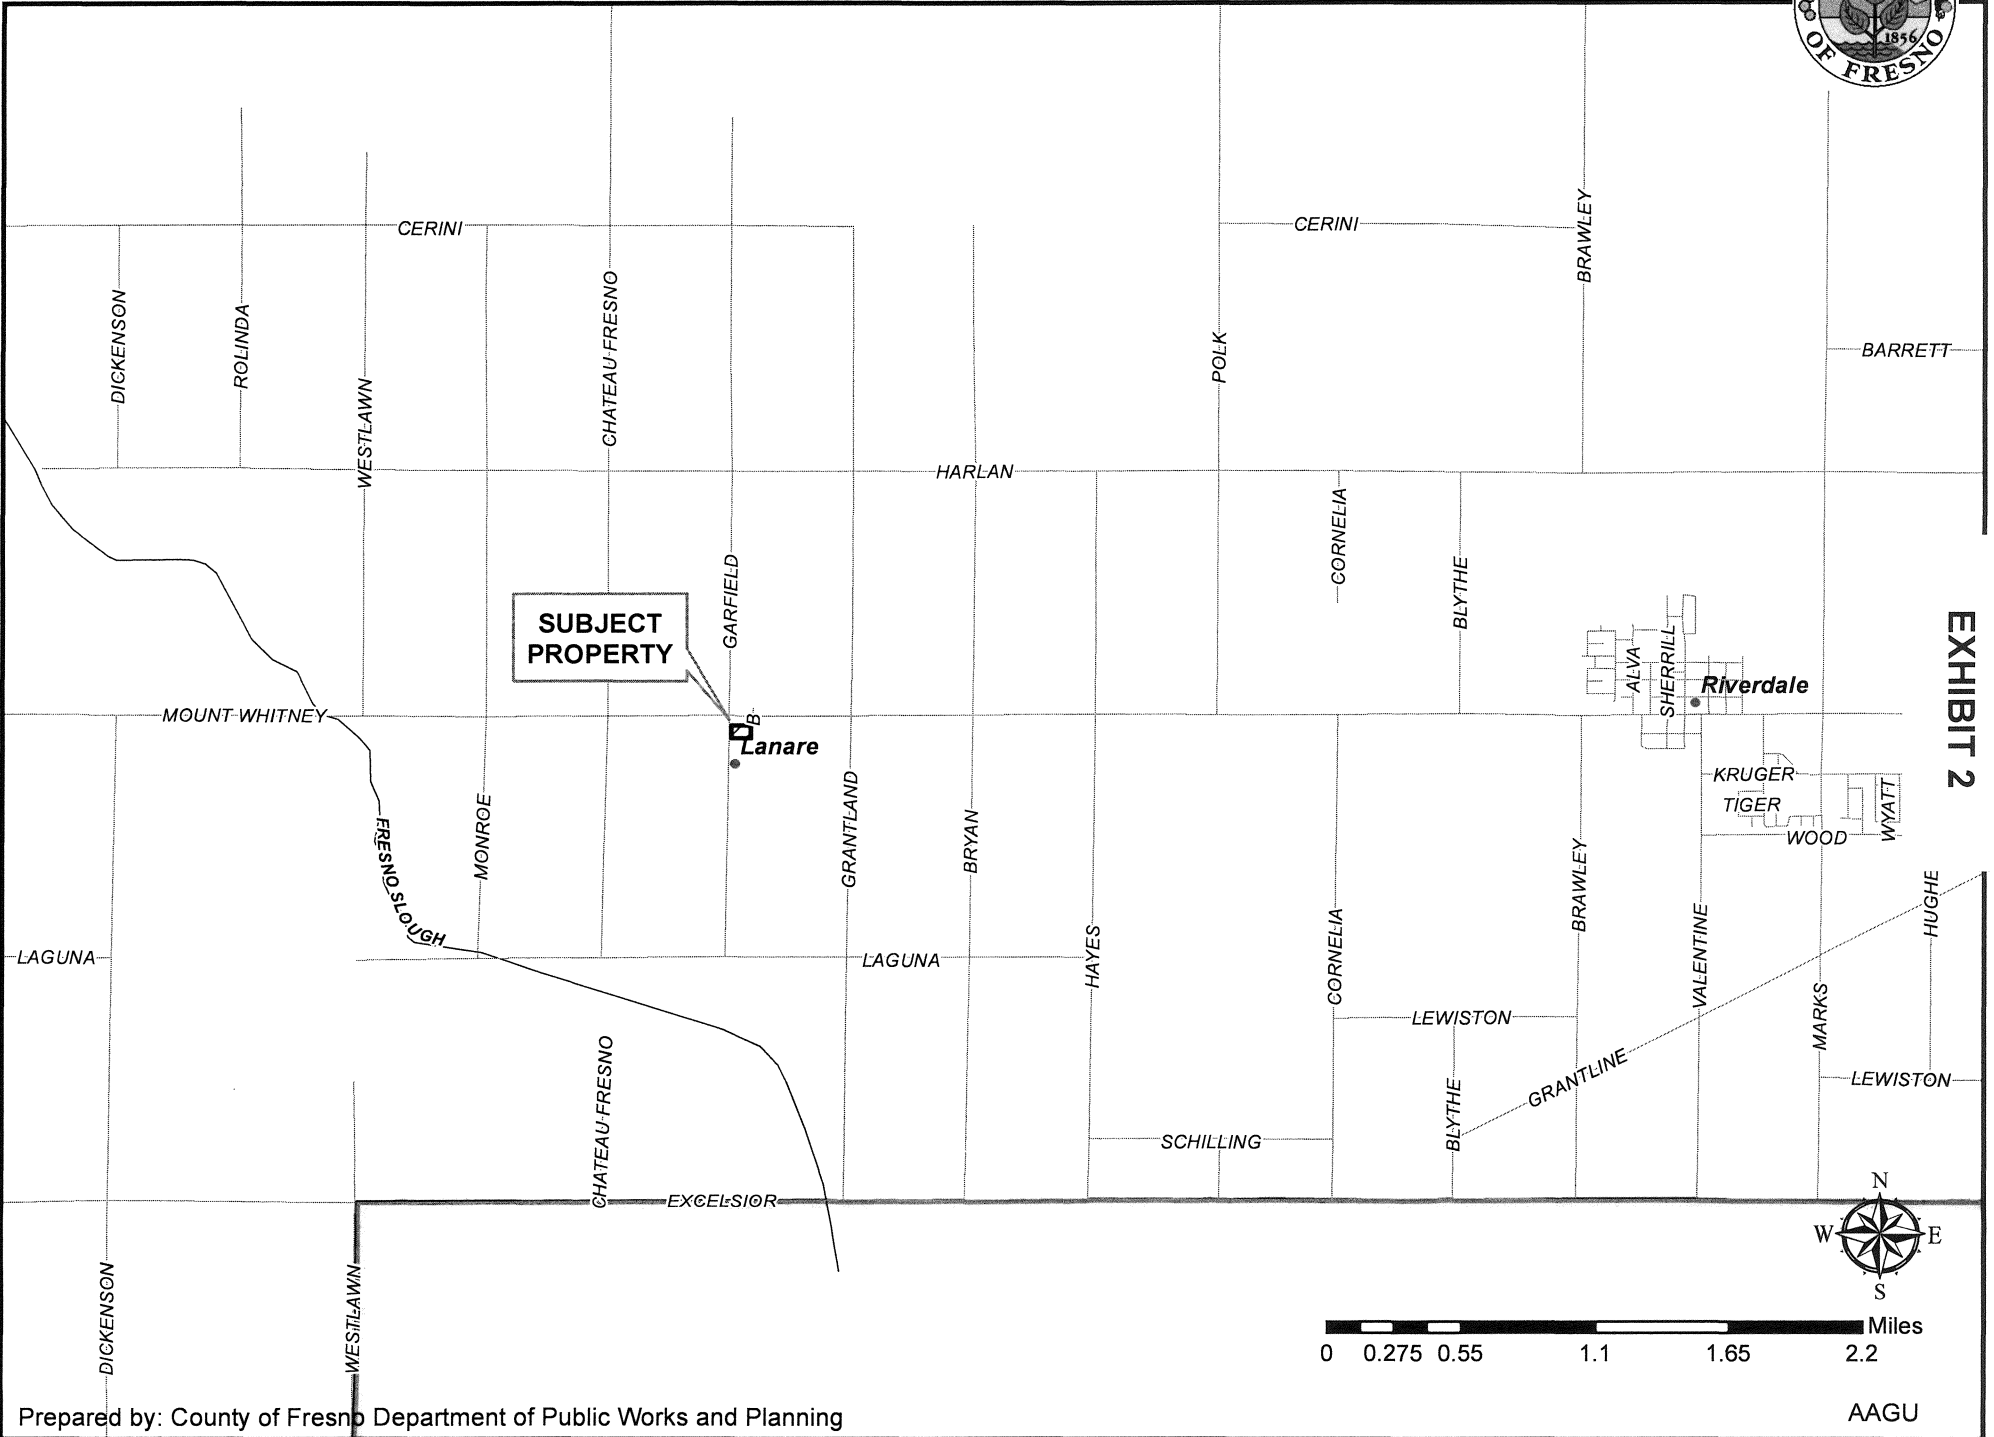 1856
OF FRESNO
CERINI
CERINI
BRAWLEY
DICKENSON
ROLINDA
CHATEAU FRESNO
POLK
BARRETT
WESTLAWN
HARLAN
CORNELIA
GARFIELD
BLYTHE
SUBJECT
PROPERTY
EXHIBIT 2
ALVA
SHERRILL
Riverdale
MOUNT WHITNEY
B
Lanare
KRUGER
TIGER
WYATT
WOOD
MONROE
GRANTLAND
BRYAN
BRAWLEY
FRESNO SLOUGH
HUGHE
LAGUNA
LAGUNA
HAYES
CORNELIA
VALENTINE
MARKS
LEWISTON
GRANTLINE
LEWISTON
CHATEAU FRESNO
BLYTHE
SCHILLING
EXCELSIOR
N
W
E
S
DICKENSON
WESTLAWN
Miles
0 0.275 0.55 1.1 1.65 2.2
Prepared by: County of Fresno Department of Public Works and Planning
AAGU